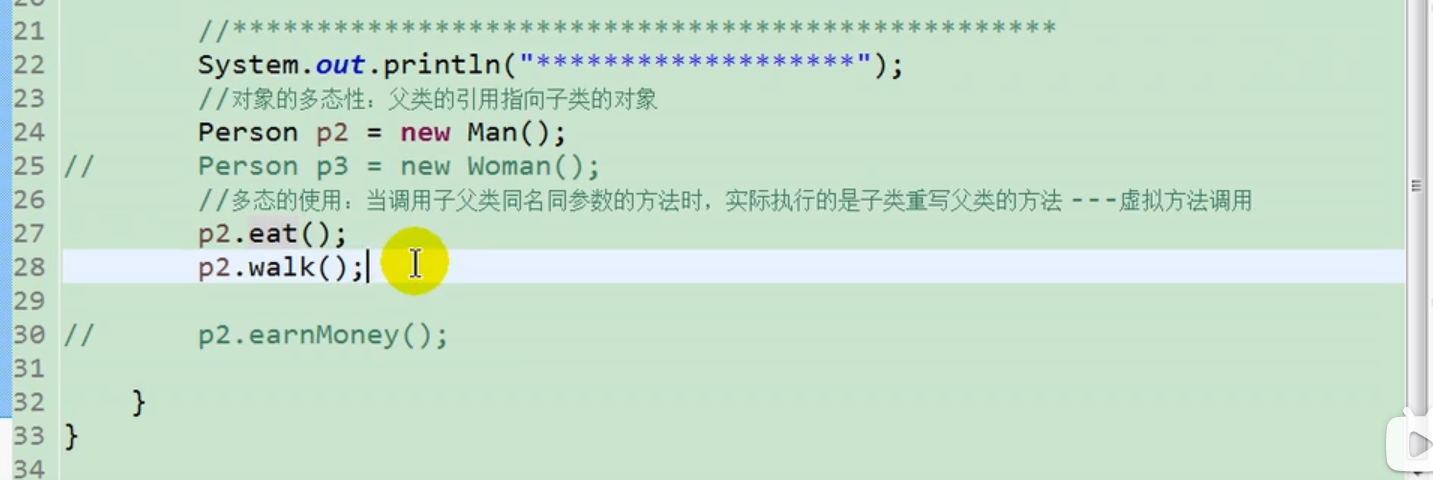 21 //*************************************************
22 System.out.println("*******************");
23 //对象的多态性：父类的引用指向子类的对象
24 Person p2 = new Man();
25 // Person p3 = new Woman();
26 //多态的使用：当调用子父类同名同参数的方法时，实际执行的是子类重写父类的方法 ---虚拟方法调用
27 p2.eat();
28 p2.walk();
29
30 // p2.earnMoney();
31
32 }
33 }
34